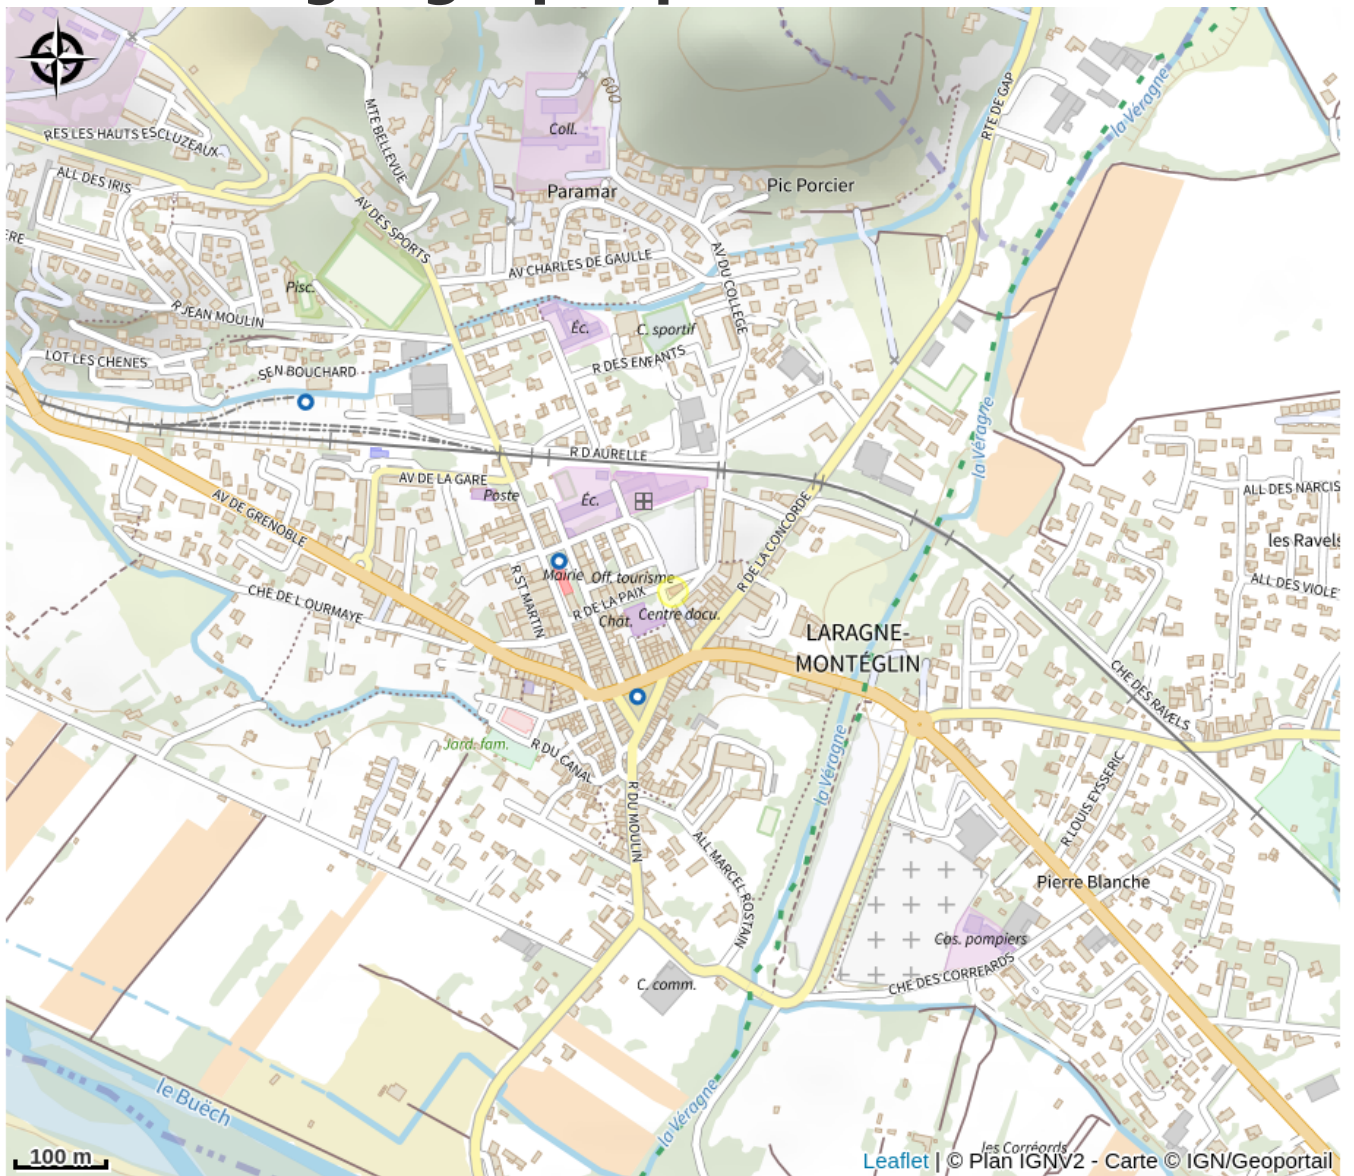 RTE DE GAP
la Véragne
600
MTE BELLEVUE
Coll.
RES LES HAUTS ESCLUZEAUX
ALL DES IRIS
Paramar
Pic Porcier
AV DES SPORTS
ERE
AV CHARLES DE GAULLE
AV DU COLLEGE
Pisc.
R JEAN MOULIN
Éc.
C. sportif
LOT LES CHENES
SEN BOUCHARD
R DES ENFANTS
la Véragne
R D AURELLE
AV DE LA GARE
Poste
Éc.
ALL DES NARCIS
AV DE GRENOBLE
R DE LA CONCORDE
les Ravels
Mairie
Off. tourisme
ALL DES VIOLE
R ST MARTIN
CHE DE L OURMAYE
R DE LA PAIX
Chât.
Centre docu.
LARAGNE-
MONTÉGLIN
CHE DES RAVELS
Jard. fam.
R DU CANAL
la Véragne
R LOUIS EYSSERIC
R DU MOULIN
ALL MARCEL ROSTAIN
Pierre Blanche
Cas. pompiers
CHE DES CORREARDS
C. comm.
le Buëch
la Véragne
les Corréards
100 m
Leaflet | © Plan IGNV2 - Carte © IGN/Geoportail